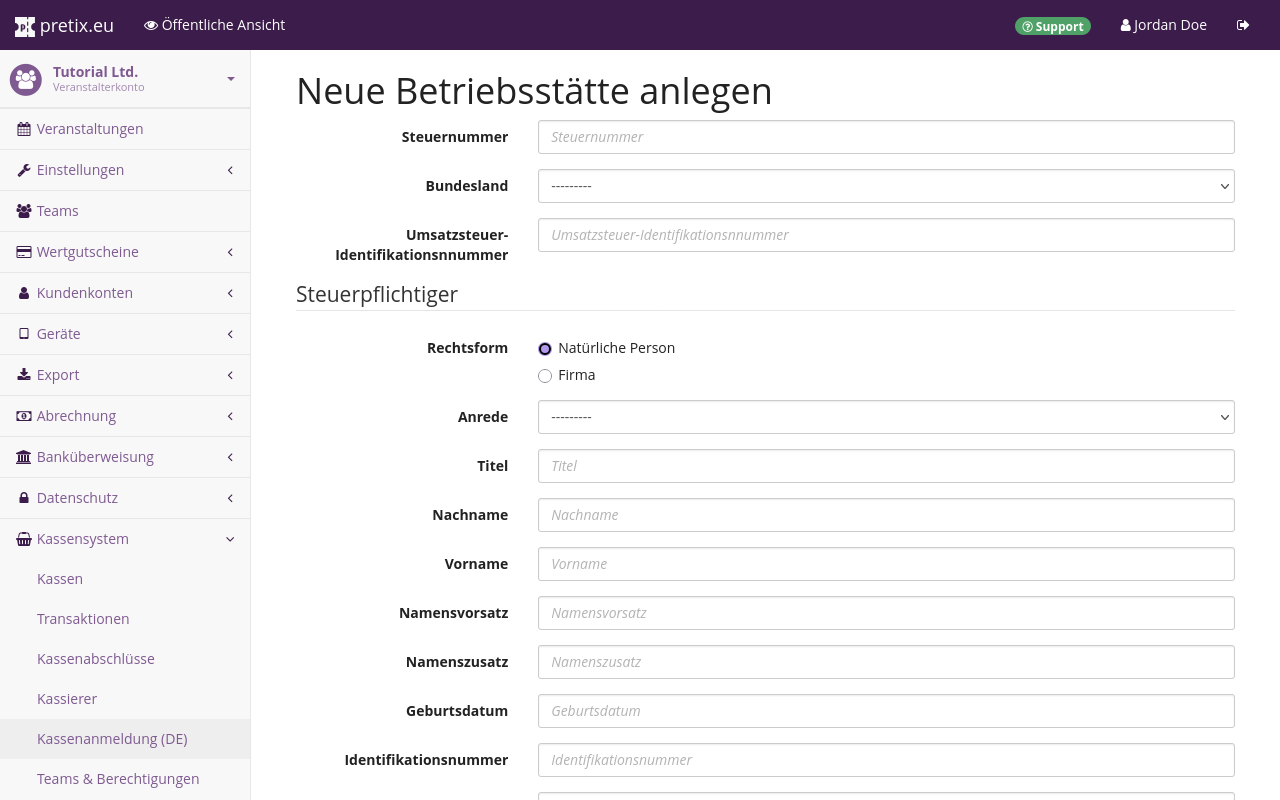 pretix.eu
Öffentliche Ansicht
Support
Jordan Doe
Tutorial Ltd.
Veranstalterkonto
Veranstaltungen
Einstellungen
Teams
Wertgutscheine
Kundenkonten
Geräte
Export
Abrechnung
Banküberweisung
Datenschutz
Kassensystem
Kassen
Transaktionen
Kassenabschlüsse
Kassierer
Kassenanmeldung (DE)
Teams & Berechtigungen
Neue Betriebsstätte anlegen
Steuernummer
Steuernummer
Bundesland
---------
Umsatzsteuer-
Identifikationsnnummer
Umsatzsteuer-Identifikationsnnummer
Steuerpflichtiger
Rechtsform
Natürliche Person
Firma
Anrede
---------
Titel
Titel
Nachname
Nachname
Vorname
Vorname
Namensvorsatz
Namensvorsatz
Namenszusatz
Namenszusatz
Geburtsdatum
Geburtsdatum
Identifikationsnummer
Identifikationsnummer